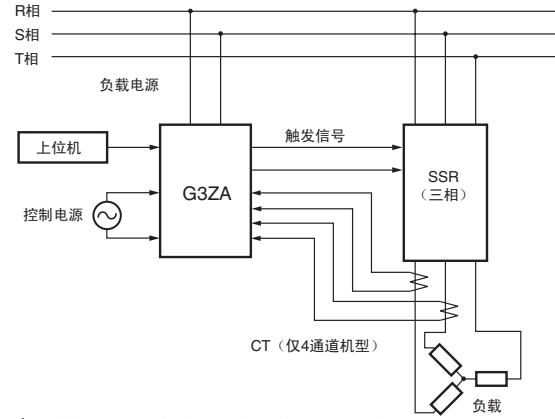 R相
S相
T相
负载电源
上位机
触发信号
G3ZA
SSR
（三相）
控制电源
CT（仅4通道机型）
负载